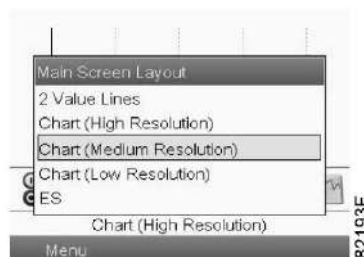 Main Screen Layout
2 Value Lines
Chart (High Resolution)
Chart (Medium Resolution)
Chart (Low Resolution)
ES
Chart (High Resolution)
Menu
82193E